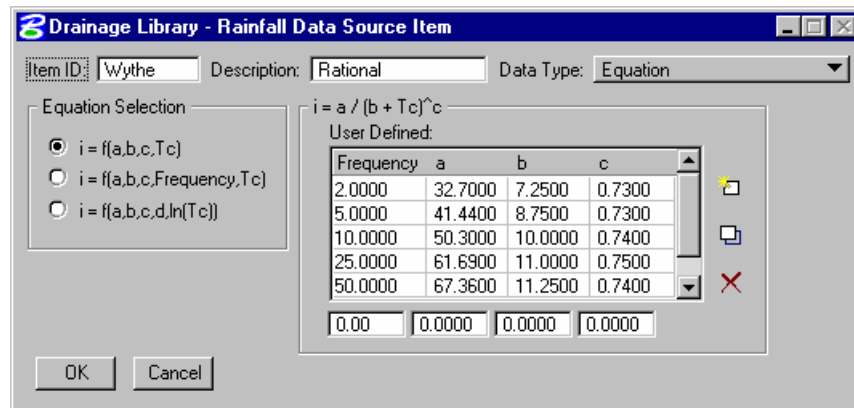 Drainage Library - Rainfall Data Source Item
Item ID: Wythe Description: Rational Data Type: Equation
Equation Selection
i = f(a,b,c,Tc)
i = f(a,b,c,Frequency,Tc)
i = f(a,b,c,d,ln(Tc))
i = a / (b + Tc)^c
User Defined:
Frequency a b c
2.0000 32.7000 7.2500 0.7300
5.0000 41.4400 8.7500 0.7300
10.0000 50.3000 10.0000 0.7400
25.0000 61.6900 11.0000 0.7500
50.0000 67.3600 11.2500 0.7400
0.00 0.0000 0.0000 0.0000
OK Cancel